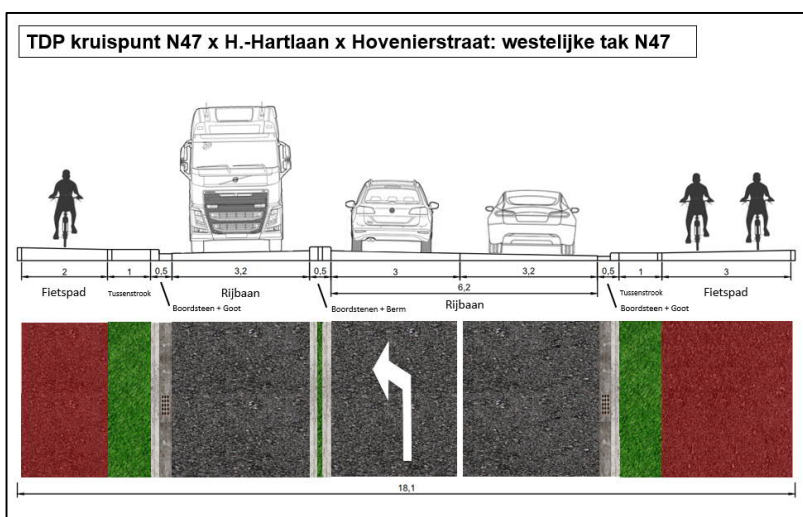 TDP kruispunt N47 x H.-Hartlaan x Hovenierstraat: westelijke tak N47
2 1 0,5 3,2 0,5 3 3,2 0,5 1 3
6,2
Fietspad Tussenstrook Rijbaan Rijbaan Tussenstrook Fietspad
Boordsteen + Goot Boordstenen + Berm Boordsteen + Goot
18,1